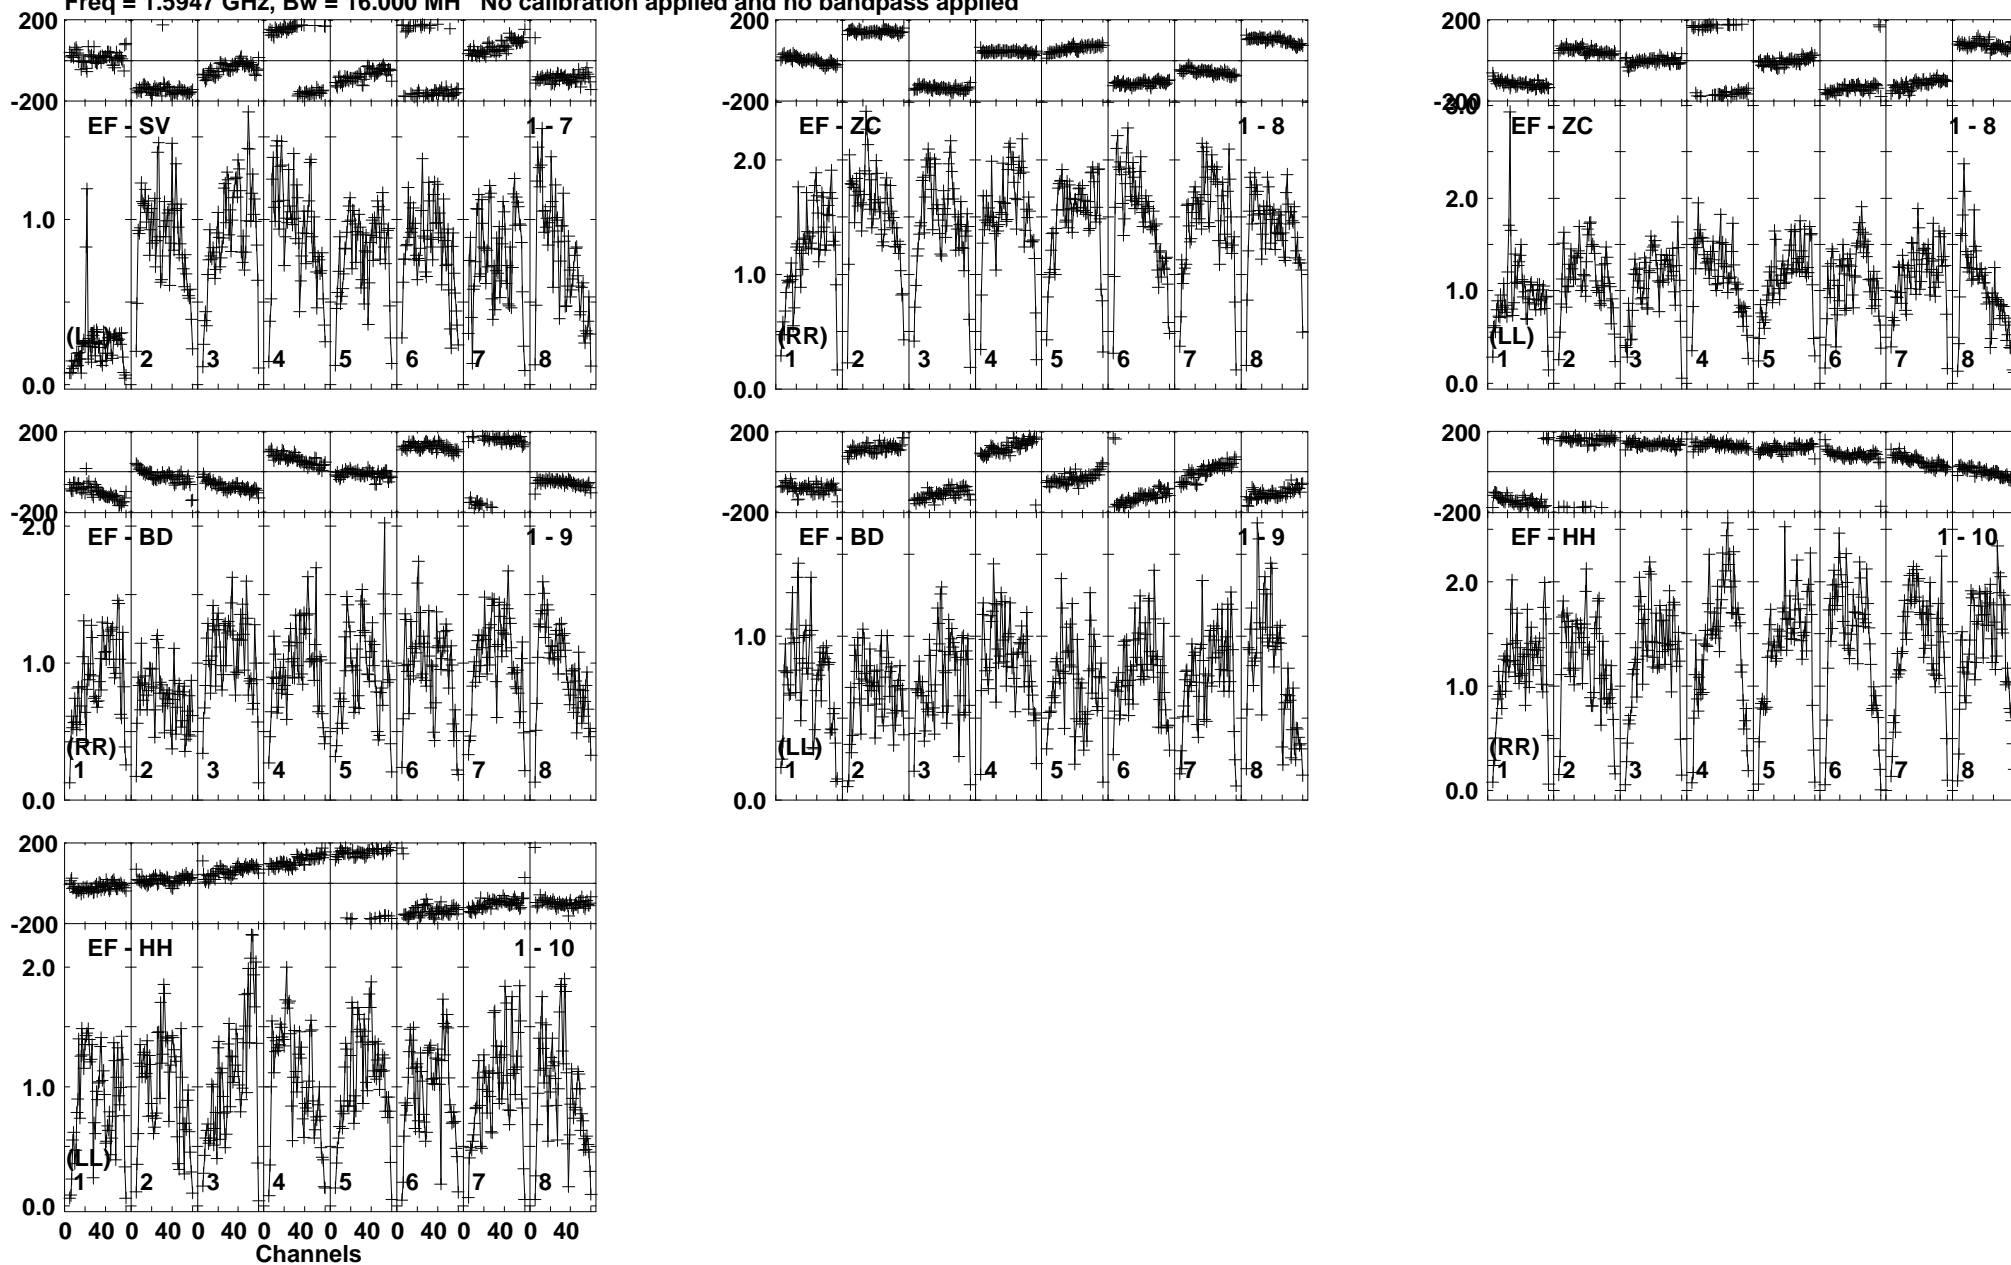 Freq = 1.5947 GHz, Bw = 16.000 MH No calibration applied and no bandpass applied
200
-200
EF - SV 1 - 7
1.0
(LL)
1 2 3 4 5 6 7 8
0.0
200
-200
EF - ZC 1 - 8
2.0
1.0
(RR)
1 2 3 4 5 6 7 8
0.0
200
-200
3.0
EF - ZC 1 - 8
2.0
1.0
(LL)
1 2 3 4 5 6 7 8
0.0
200
-200
2.0
EF - BD 1 - 9
1.0
(RR)
1 2 3 4 5 6 7 8
0.0
200
-200
EF - BD 1 - 9
1.0
(LL)
1 2 3 4 5 6 7 8
0.0
200
-200
EF - HH 1 - 10
2.0
1.0
(RR)
1 2 3 4 5 6 7 8
0.0
200
-200
EF - HH 1 - 10
2.0
1.0
(LL)
1 2 3 4 5 6 7 8
0.0
0 40 0 40 0 40 0 40 0 40 0 40 0 40 0 40
Channels